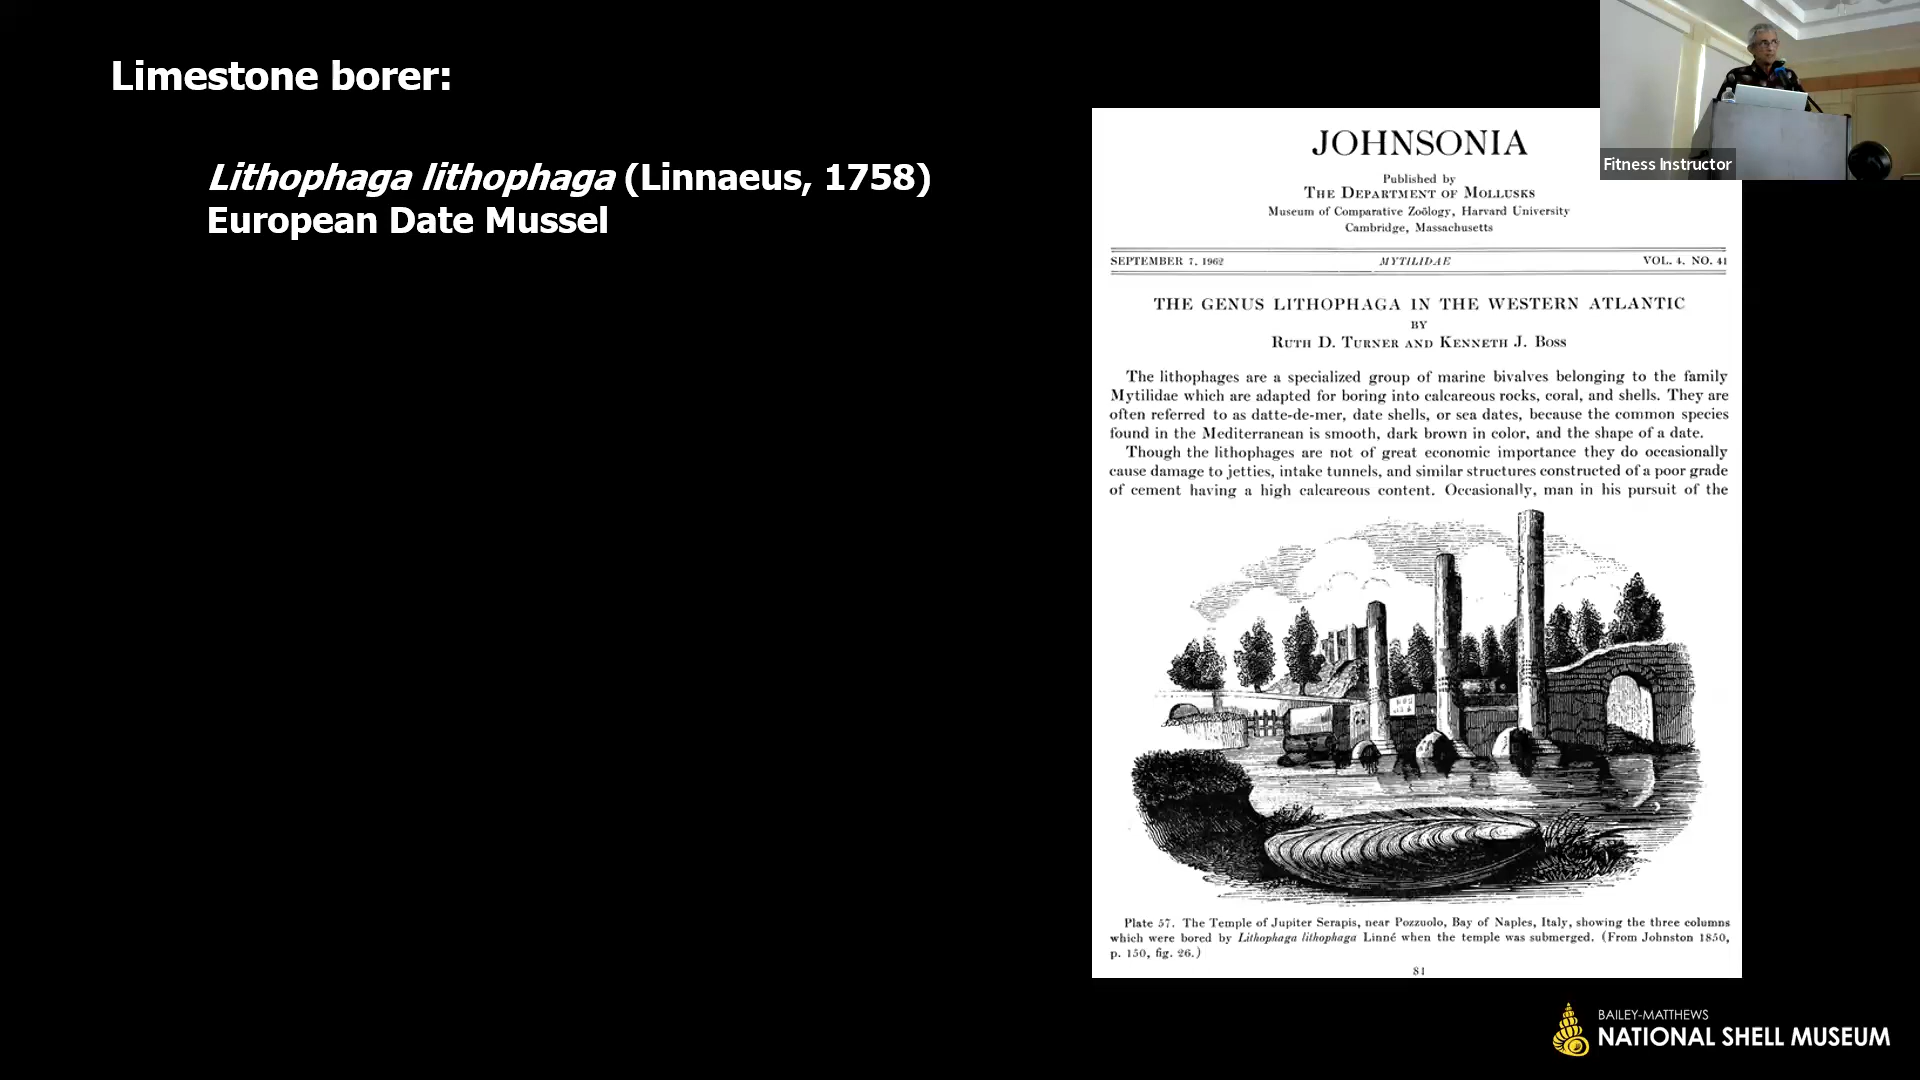 Limestone borer:
Lithophaga lithophaga (Linnaeus, 1758)
European Date Mussel
Fitness Instructor
JOHNSONIA
Published by
THE DEPARTMENT OF MOLLUSKS
Museum of Comparative Zoölogy, Harvard University
Cambridge, Massachusetts
SEPTEMBER 7, 1962 MYTILIDAE VOL. 4, NO. 41
THE GENUS LITHOPHAGA IN THE WESTERN ATLANTIC
BY
RUTH D. TURNER AND KENNETH J. BOSS
The lithophages are a specialized group of marine bivalves belonging to the family
Mytilidae which are adapted for boring into calcareous rocks, coral, and shells. They are
often referred to as datte-de-mer, date shells, or sea dates, because the common species
found in the Mediterranean is smooth, dark brown in color, and the shape of a date.
Though the lithophages are not of great economic importance they do occasionally
cause damage to jetties, intake tunnels, and similar structures constructed of a poor grade
of cement having a high calcareous content. Occasionally, man in his pursuit of the
Plate 57. The Temple of Jupiter Serapis, near Pozzuolo, Bay of Naples, Italy, showing the three columns
which were bored by Lithophaga lithophaga Linné when the temple was submerged. (From Johnston 1850,
p. 150, fig. 26.)
81
BAILEY-MATTHEWS
NATIONAL SHELL MUSEUM